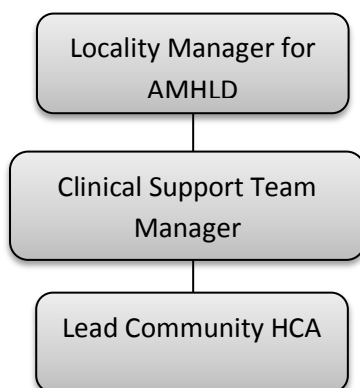 Locality Manager for
AMHLD
Clinical Support Team
Manager
Lead Community HCA